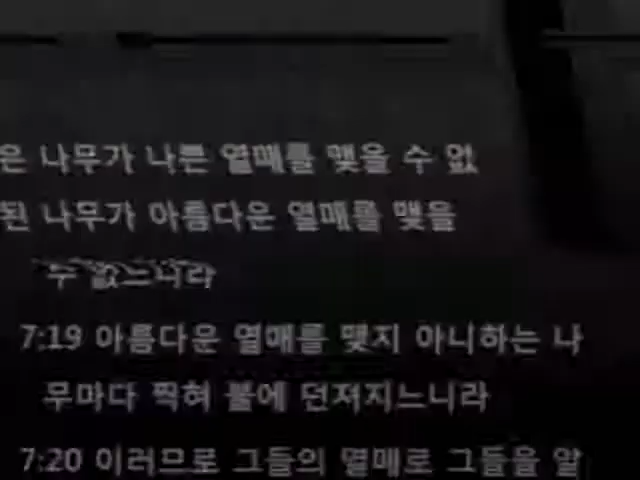 은 나무가 나쁜 열매를 맺을 수 없
된 나무가 아름다운 열매를 맺을
수 없느니라
7:19 아름다운 열매를 맺지 아니하는 나
무마다 찍혀 불에 던져지느니라
7:20 이러므로 그들의 열매로 그들을 알